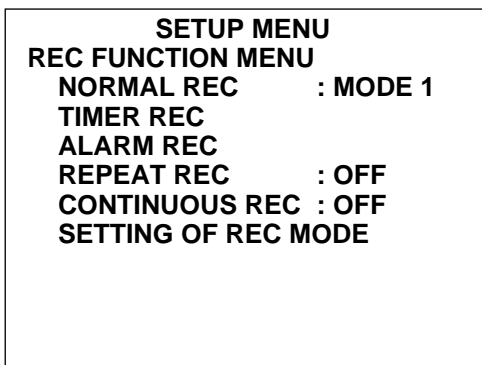 SETUP MENU
REC FUNCTION MENU
NORMAL REC : MODE 1
TIMER REC
ALARM REC
REPEAT REC : OFF
CONTINUOUS REC : OFF
SETTING OF REC MODE